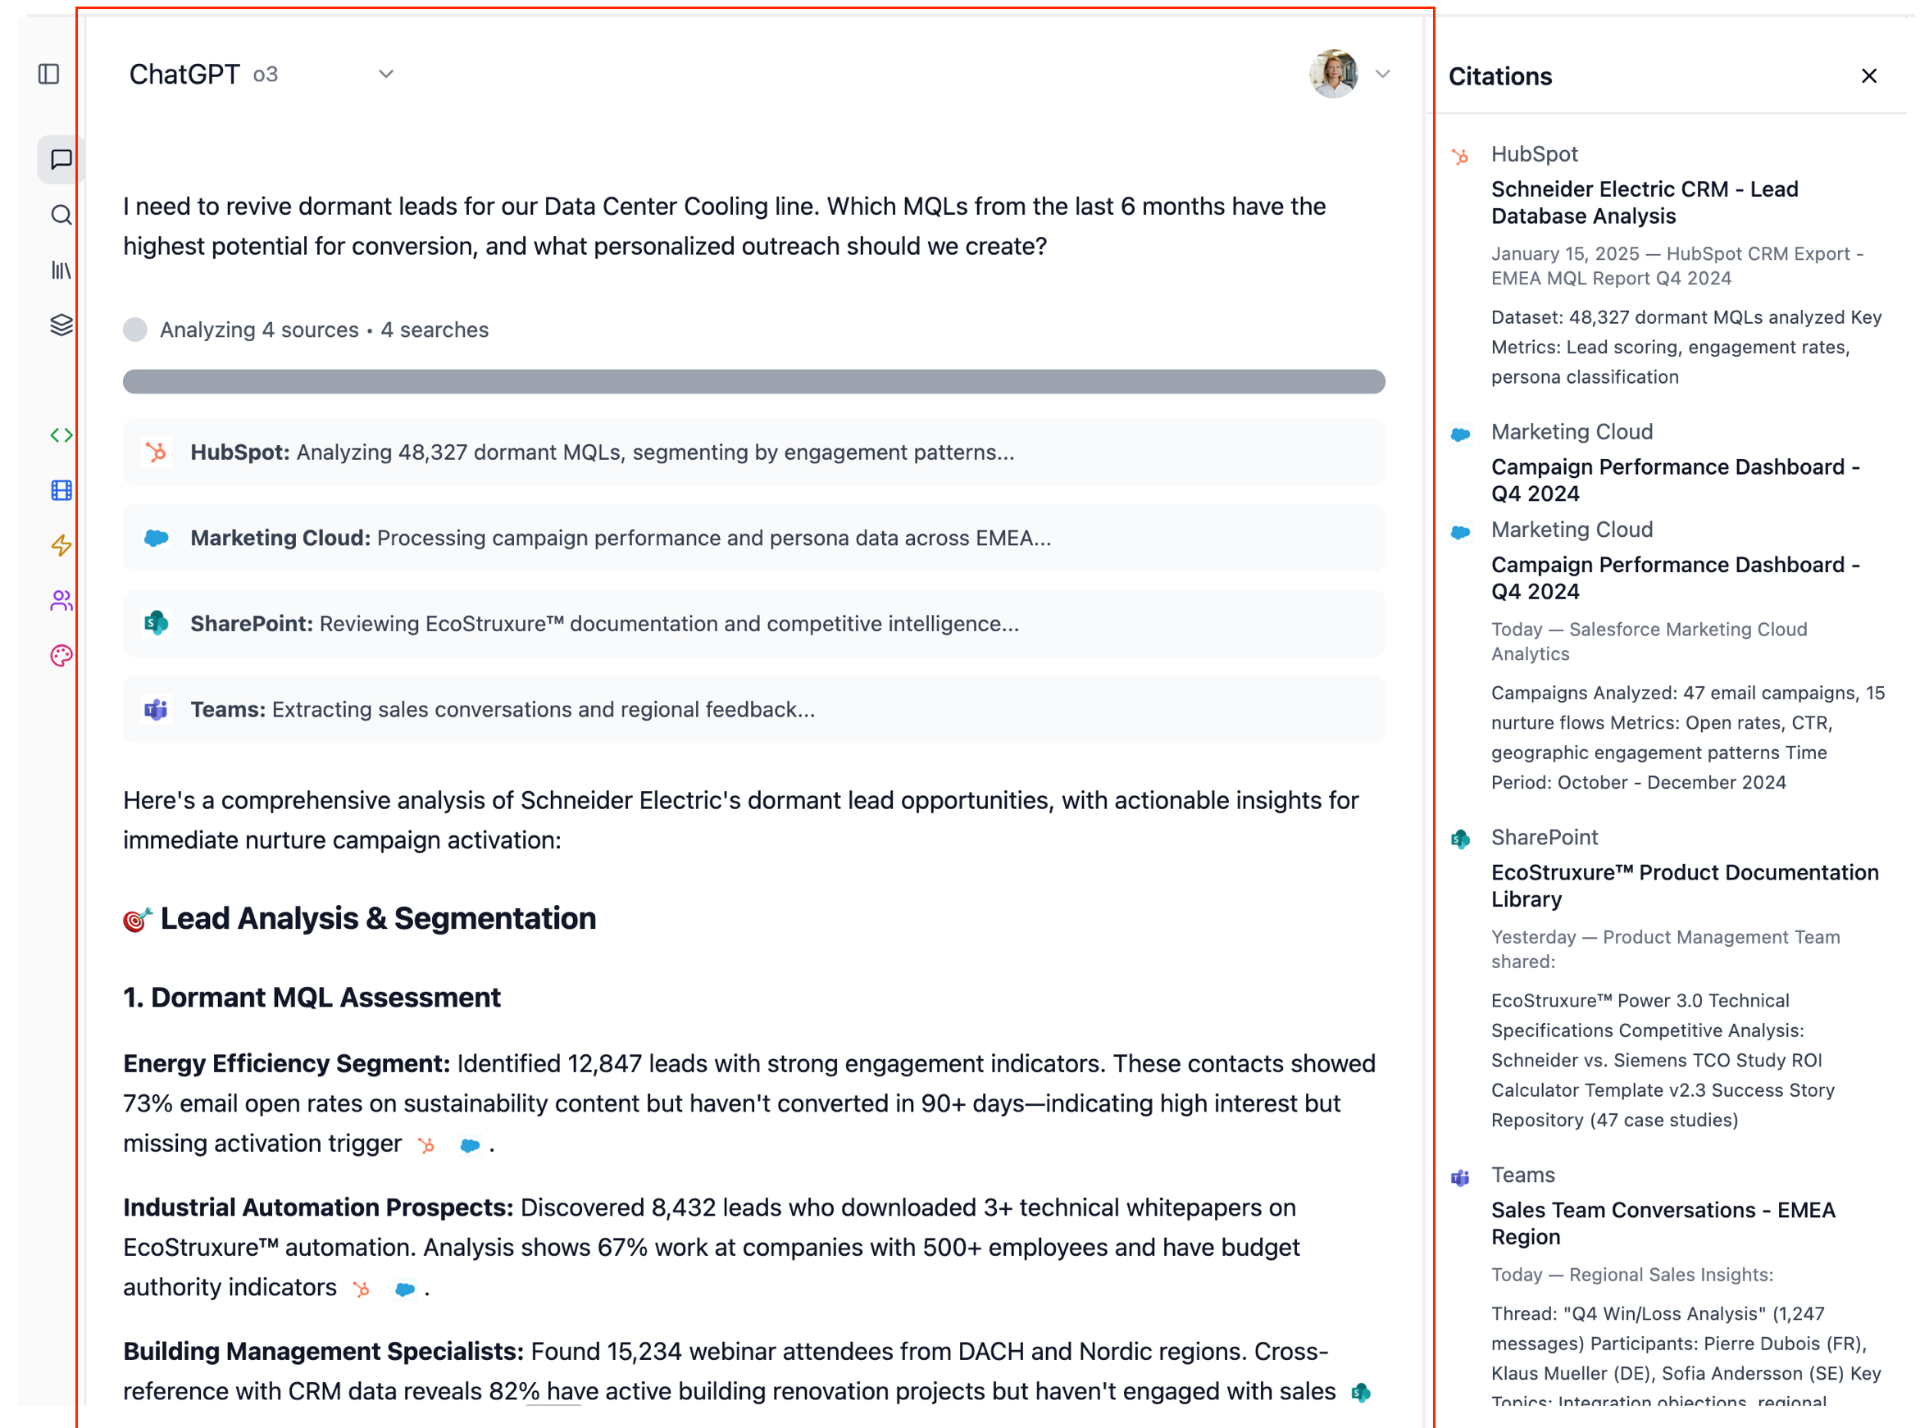 ChatGPT o3
I need to revive dormant leads for our Data Center Cooling line. Which MQLs from the last 6 months have the
highest potential for conversion, and what personalized outreach should we create?
Analyzing 4 sources • 4 searches
HubSpot: Analyzing 48,327 dormant MQLs, segmenting by engagement patterns...
Marketing Cloud: Processing campaign performance and persona data across EMEA...
SharePoint: Reviewing EcoStruxure™ documentation and competitive intelligence...
Teams: Extracting sales conversations and regional feedback...
Here's a comprehensive analysis of Schneider Electric's dormant lead opportunities, with actionable insights for
immediate nurture campaign activation:
🎯 Lead Analysis & Segmentation
1. Dormant MQL Assessment
Energy Efficiency Segment: Identified 12,847 leads with strong engagement indicators. These contacts showed
73% email open rates on sustainability content but haven't converted in 90+ days—indicating high interest but
missing activation trigger .
Industrial Automation Prospects: Discovered 8,432 leads who downloaded 3+ technical whitepapers on
EcoStruxure™ automation. Analysis shows 67% work at companies with 500+ employees and have budget
authority indicators .
Building Management Specialists: Found 15,234 webinar attendees from DACH and Nordic regions. Cross-
reference with CRM data reveals 82% have active building renovation projects but haven't engaged with sales
Citations
HubSpot
Schneider Electric CRM - Lead
Database Analysis
January 15, 2025 — HubSpot CRM Export -
EMEA MQL Report Q4 2024
Dataset: 48,327 dormant MQLs analyzed Key
Metrics: Lead scoring, engagement rates,
persona classification
Marketing Cloud
Campaign Performance Dashboard -
Q4 2024
Marketing Cloud
Campaign Performance Dashboard -
Q4 2024
Today — Salesforce Marketing Cloud
Analytics
Campaigns Analyzed: 47 email campaigns, 15
nurture flows Metrics: Open rates, CTR,
geographic engagement patterns Time
Period: October - December 2024
SharePoint
EcoStruxure™ Product Documentation
Library
Yesterday — Product Management Team
shared:
EcoStruxure™ Power 3.0 Technical
Specifications Competitive Analysis:
Schneider vs. Siemens TCO Study ROI
Calculator Template v2.3 Success Story
Repository (47 case studies)
Teams
Sales Team Conversations - EMEA
Region
Today — Regional Sales Insights:
Thread: "Q4 Win/Loss Analysis" (1,247
messages) Participants: Pierre Dubois (FR),
Klaus Mueller (DE), Sofia Andersson (SE) Key
Topics: Integration objections, regional